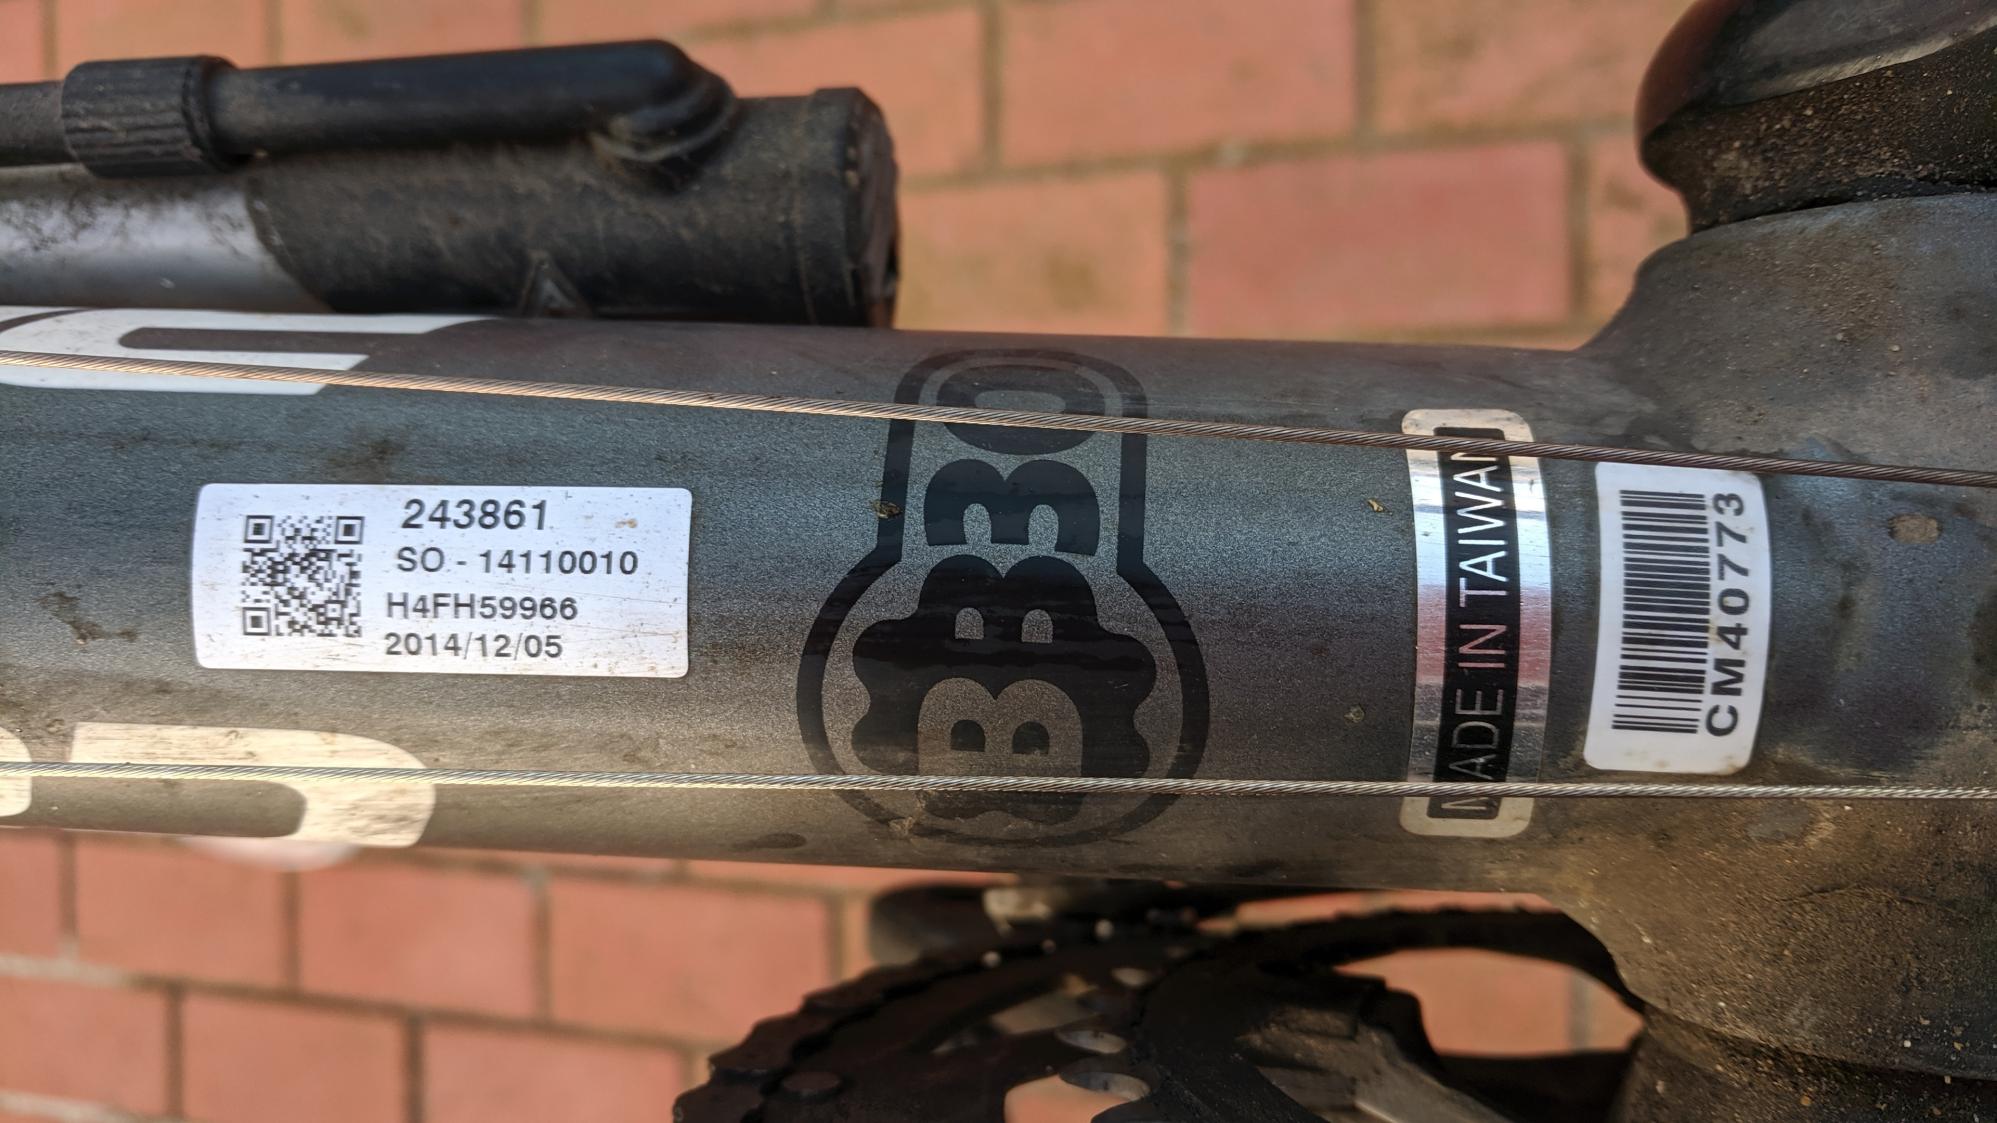 243861
SO - 14110010
H4FH59966
2014/12/05
BB30
MADE IN TAIWAN
CM40773